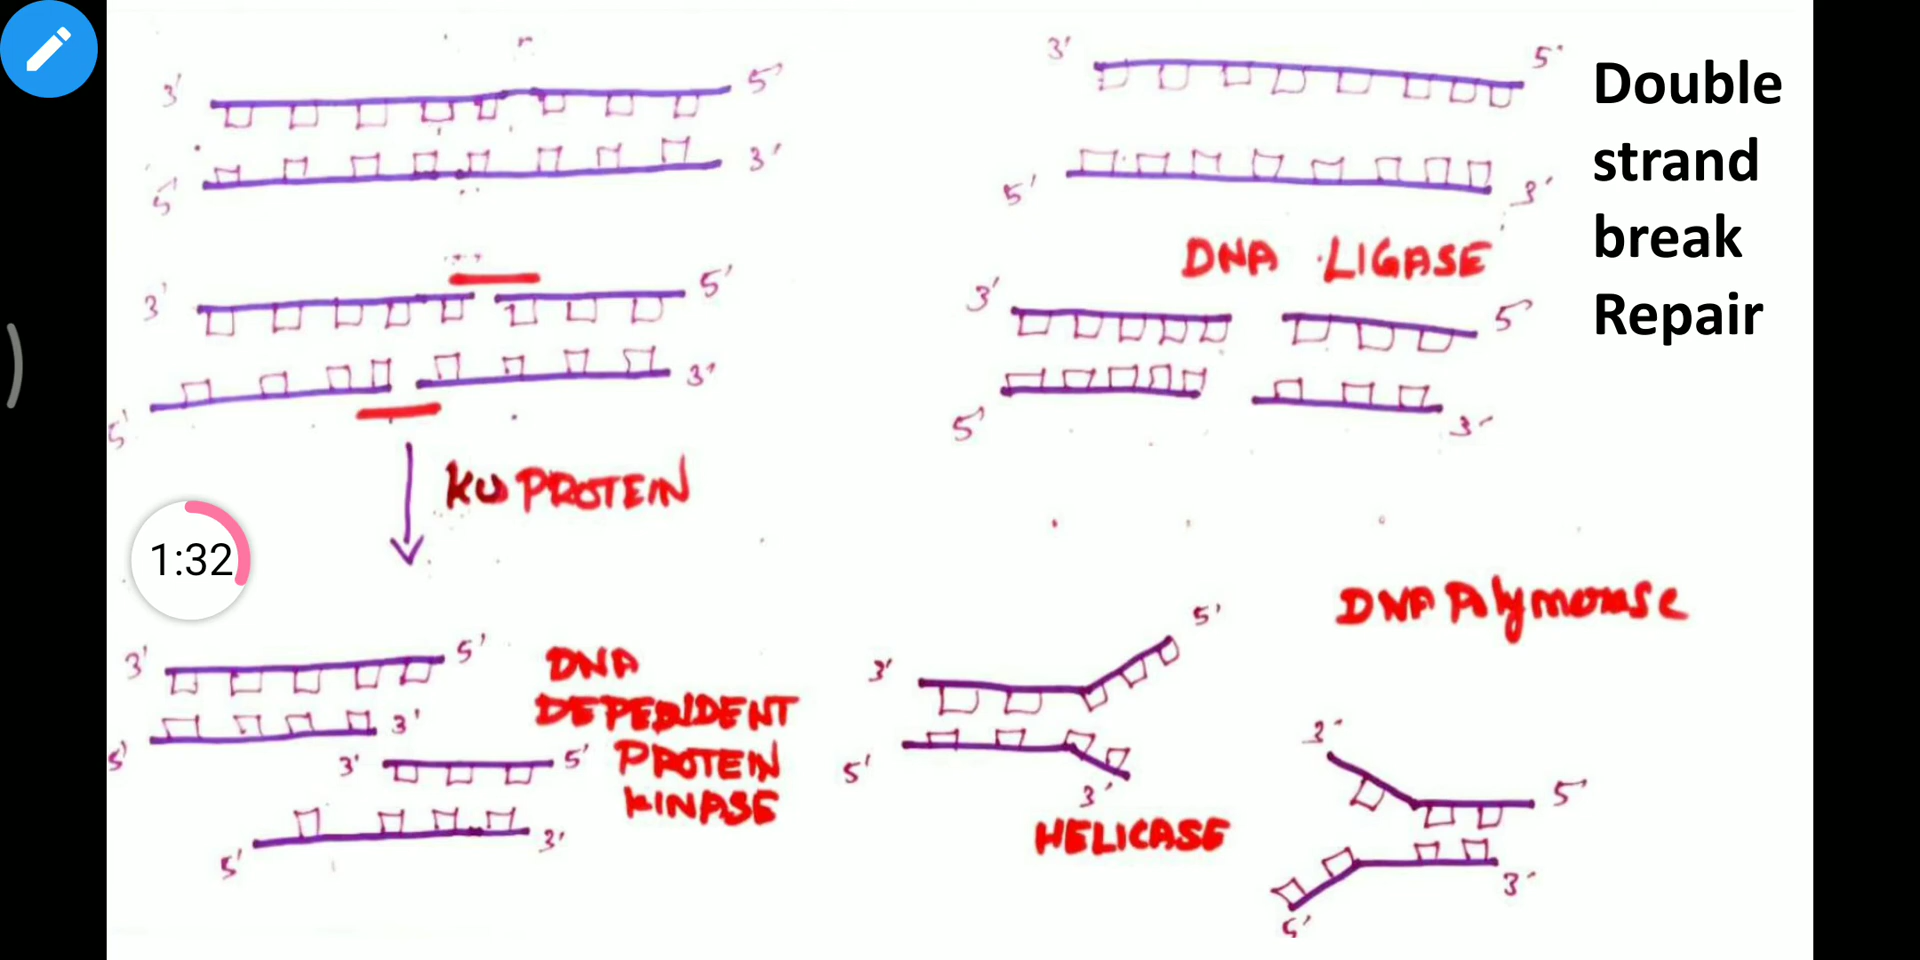 Double
strand
break
Repair
3' 5'
5' 3'
3' 5'
5' 3'
KU PROTEIN
1:32
3' 5'
5' 3'
3' 5'
5' 3'
DNA
DEPENDENT
PROTEIN
KINASE
3' 5'
5' 3'
HELICASE
3' 5'
5' 3'
DNA Polymerase
3' 5'
5' 3'
DNA LIGASE
3' 5'
5' 3'